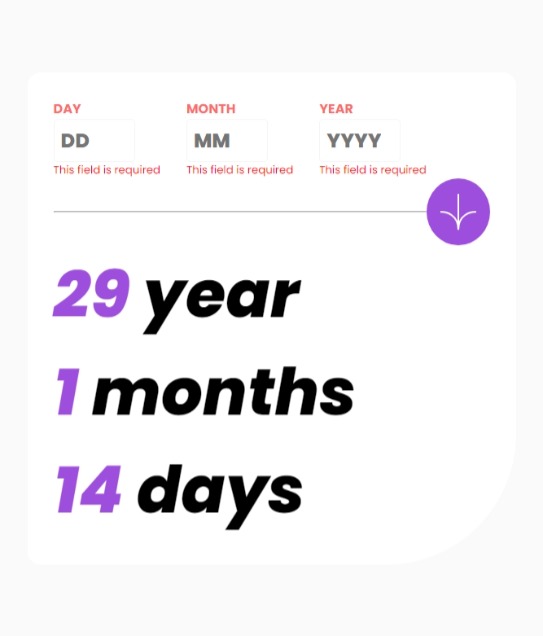 DAY MONTH YEAR
DD MM YYYY
This field is required This field is required This field is required
29 year
1 months
14 days